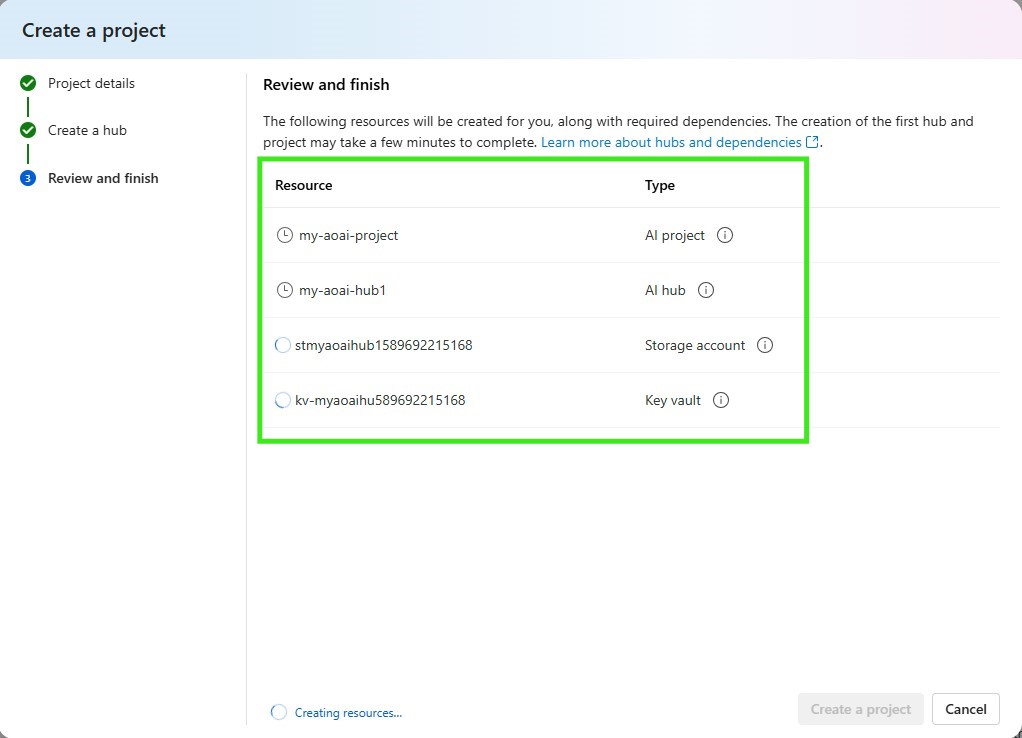 Create a project
Project details
Create a hub
3 Review and finish
Review and finish
The following resources will be created for you, along with required dependencies. The creation of the first hub and
project may take a few minutes to complete. Learn more about hubs and dependencies.
Resource Type
my-aoai-project AI project
my-aoai-hub1 AI hub
stmyaoaihub1589692215168 Storage account
kv-myaoaihu589692215168 Key vault
Creating resources...
Create a project Cancel